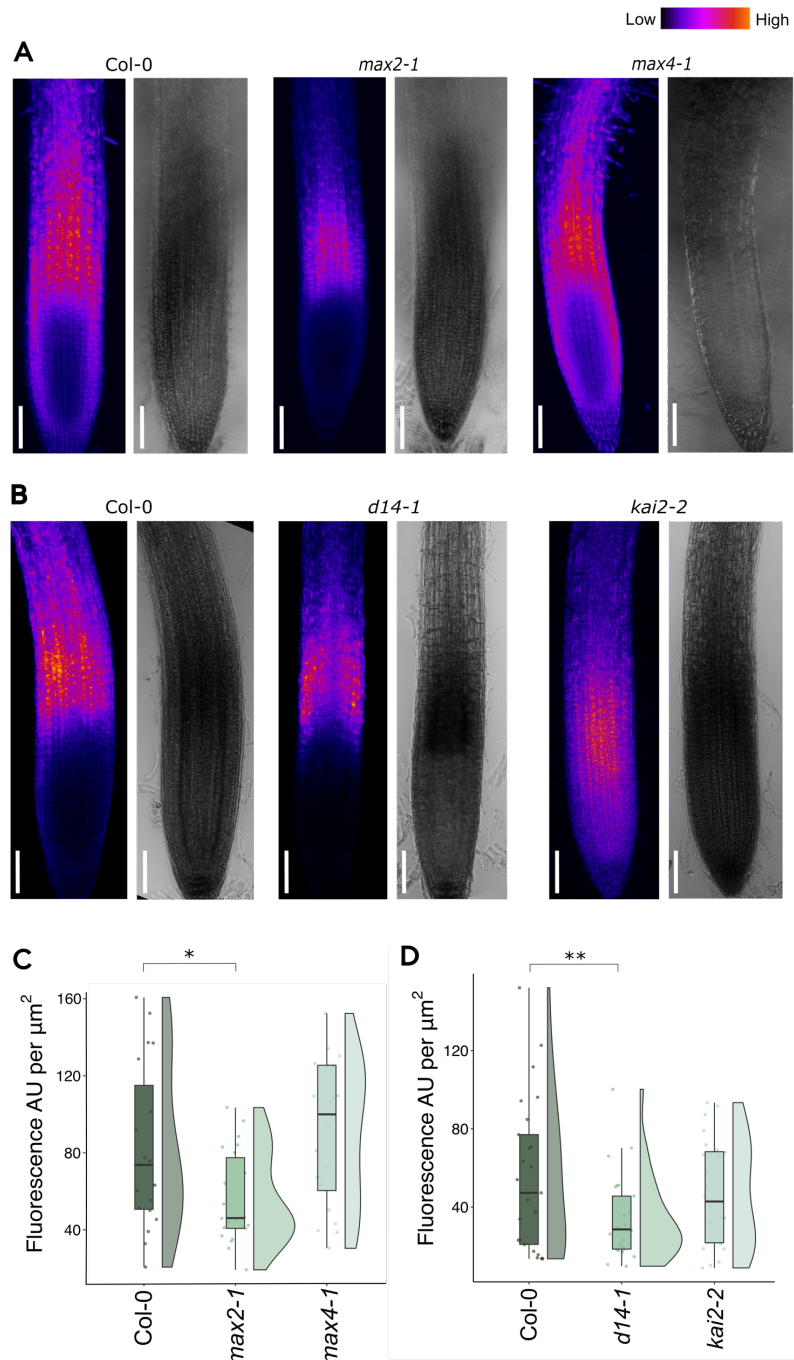 Low High
A
Col-0 max2-1 max4-1
B
Col-0 d14-1 kai2-2
C
*
Fluorescence AU per µm²
160
120
80
40
Col-0
max2-1
max4-1
D
**
Fluorescence AU per µm²
120
80
40
Col-0
d14-1
kai2-2